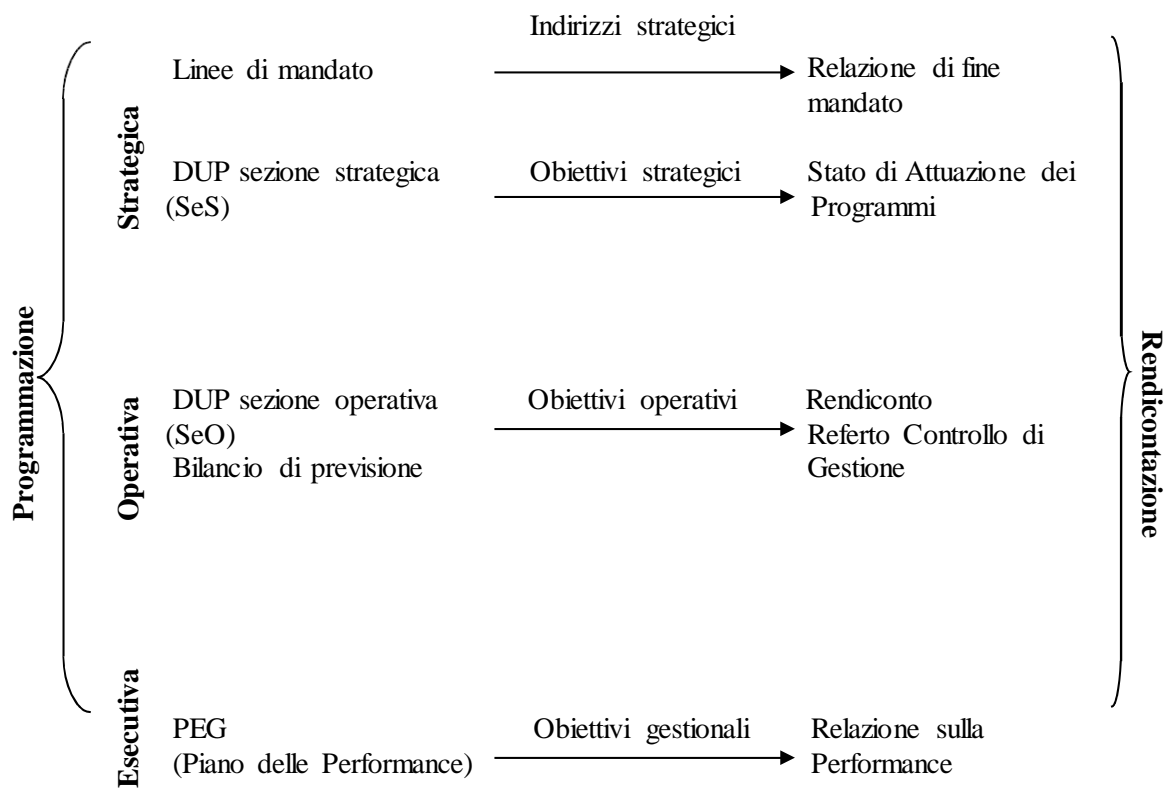 Indirizzi strategici
Linee di mandato
Relazione di fine
mandato
Strategica
DUP sezione strategica
(SeS)
Obiettivi strategici
Stato di Attuazione dei
Programmi
Programmazione
Operativa
DUP sezione operativa
(SeO)
Bilancio di previsione
Obiettivi operativi
Rendiconto
Referto Controllo di
Gestione
Rendicontazione
Esecutiva
PEG
(Piano delle Performance)
Obiettivi gestionali
Relazione sulla
Performance